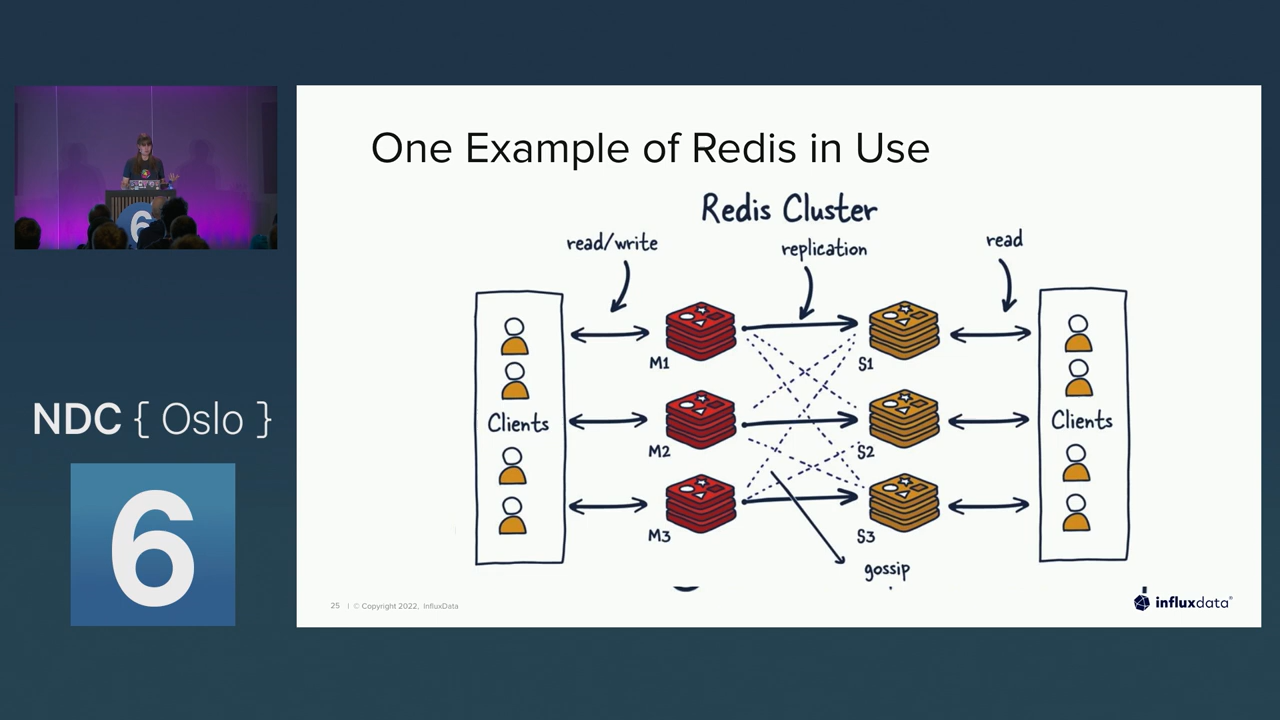 One Example of Redis in Use
Redis Cluster
read/write
replication
read
Clients
M1
M2
M3
S1
S2
S3
Clients
gossip
25 | © Copyright 2022, InfluxData
influxdata®
NDC { Oslo }
6
6